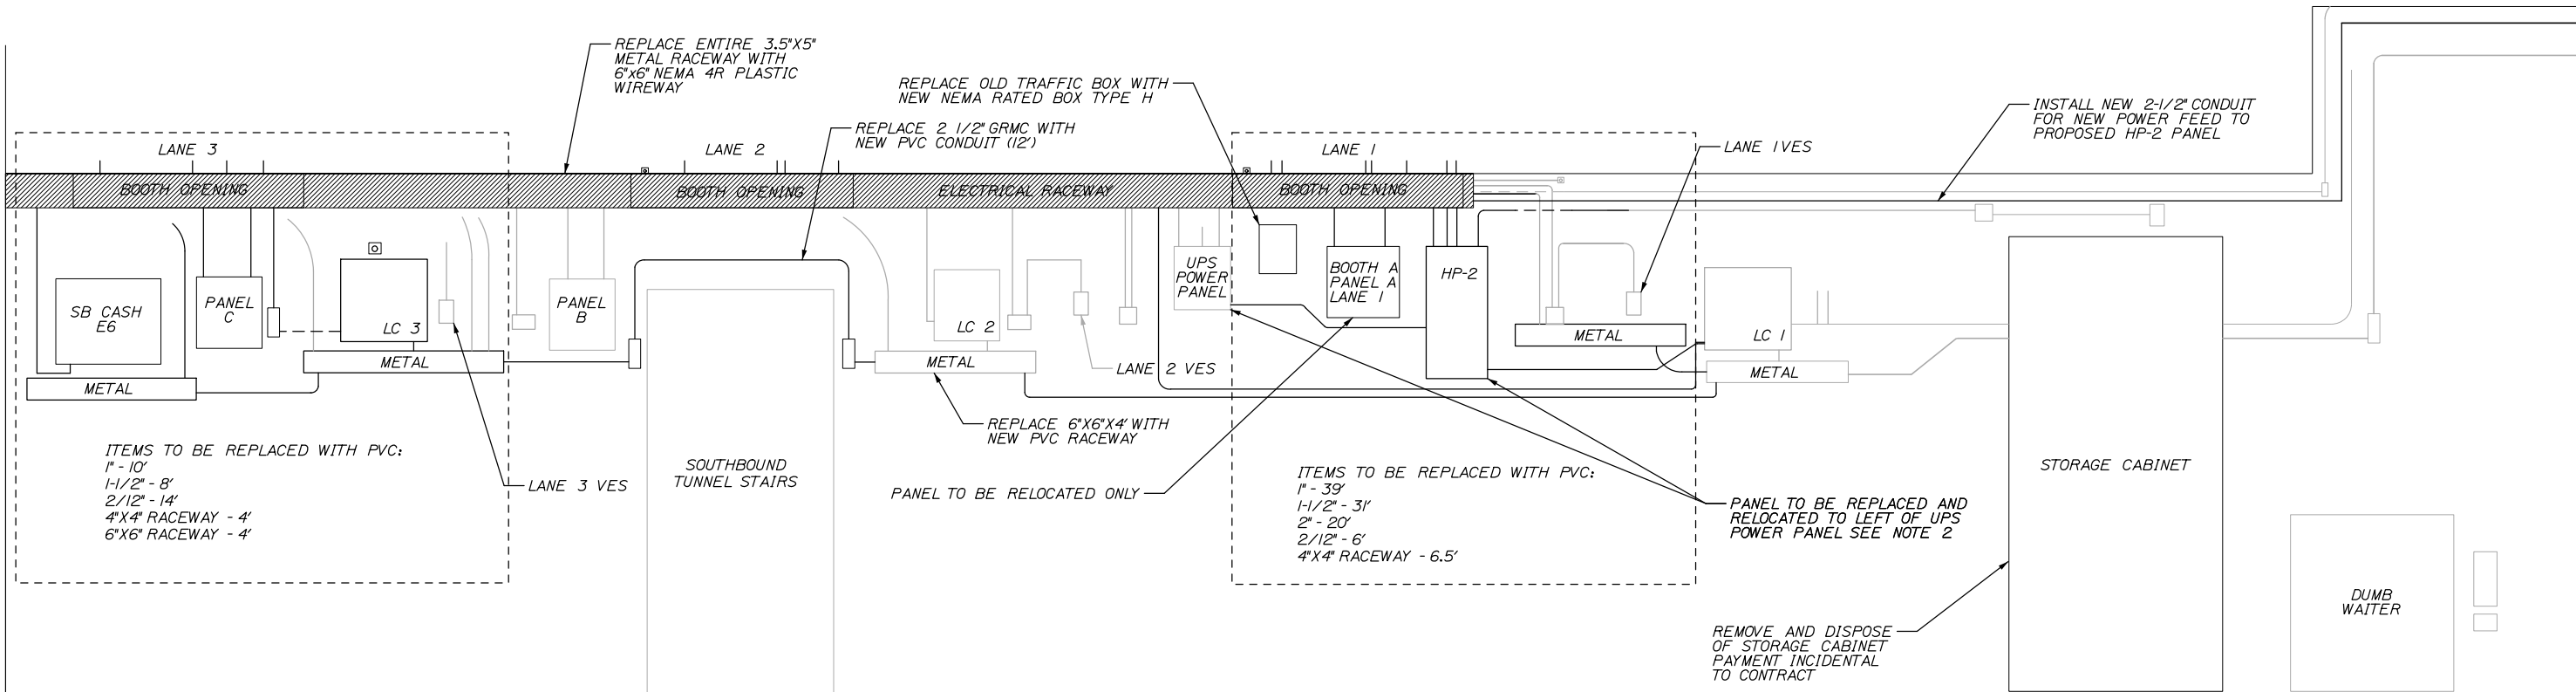 REPLACE ENTIRE 3.5"X5"
METAL RACEWAY WITH
6"x6" NEMA 4R PLASTIC
WIREWAY
REPLACE OLD TRAFFIC BOX WITH
NEW NEMA RATED BOX TYPE H
REPLACE 2 1/2" GRMC WITH
NEW PVC CONDUIT (12')
INSTALL NEW 2-1/2" CONDUIT
FOR NEW POWER FEED TO
PROPOSED HP-2 PANEL
LANE 3
LANE 2
LANE 1
LANE 1VES
BOOTH OPENING
BOOTH OPENING
ELECTRICAL RACEWAY
BOOTH OPENING
SB CASH
E6
PANEL
C
LC 3
PANEL
B
LC 2
UPS
POWER
PANEL
BOOTH A
PANEL A
LANE 1
HP-2
LC 1
METAL
METAL
METAL
METAL
METAL
LANE 2 VES
REPLACE 6"X6"X4' WITH
NEW PVC RACEWAY
ITEMS TO BE REPLACED WITH PVC:
1" - 10'
1-1/2" - 8'
2/12" - 14'
4"X4" RACEWAY - 4'
6"X6" RACEWAY - 4'
LANE 3 VES
SOUTHBOUND
TUNNEL STAIRS
PANEL TO BE RELOCATED ONLY
ITEMS TO BE REPLACED WITH PVC:
1" - 39'
1-1/2" - 31'
2" - 20'
2/12" - 6'
4"X4" RACEWAY - 6.5'
PANEL TO BE REPLACED AND
RELOCATED TO LEFT OF UPS
POWER PANEL SEE NOTE 2
STORAGE CABINET
REMOVE AND DISPOSE
OF STORAGE CABINET
PAYMENT INCIDENTAL
TO CONTRACT
DUMB
WAITER